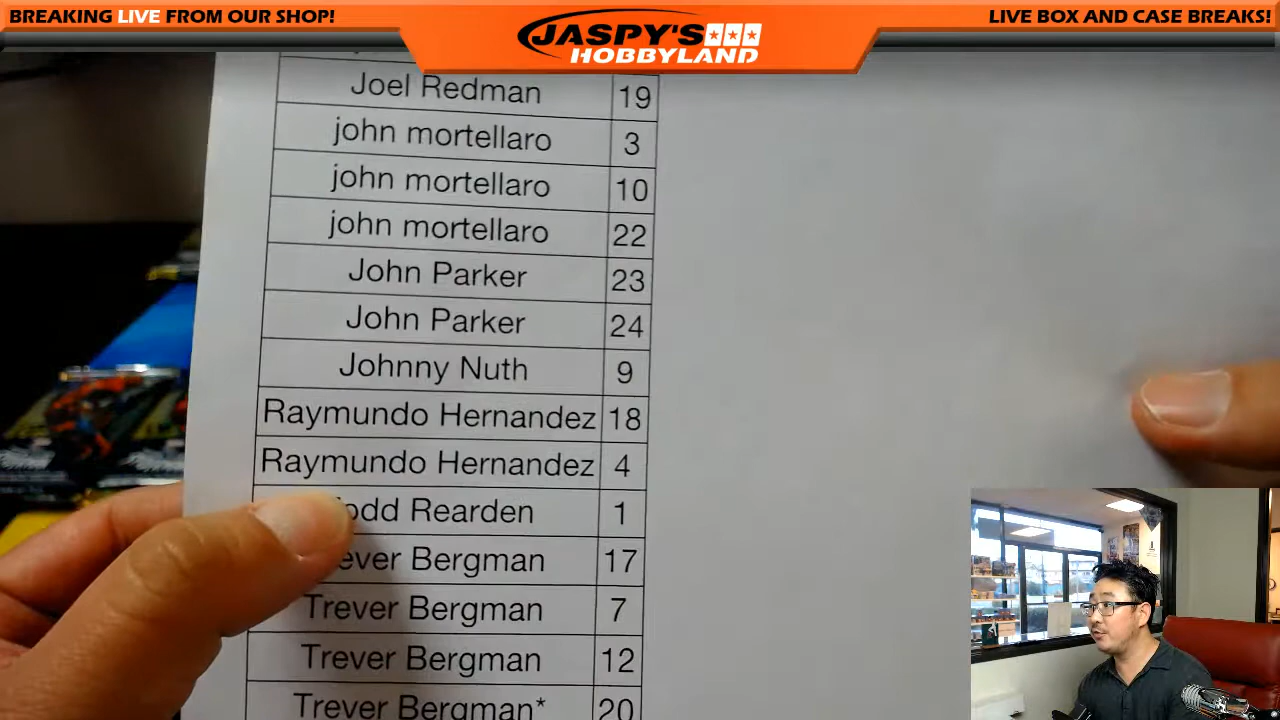 BREAKING LIVE FROM OUR SHOP!
JASPY'S
HOBBYLAND
LIVE BOX AND CASE BREAKS!
Joel Redman 19
john mortellaro 3
john mortellaro 10
john mortellaro 22
John Parker 23
John Parker 24
Johnny Nuth 9
Raymundo Hernandez 18
Raymundo Hernandez 4
Rearden 1
Bergman 17
Trever Bergman 7
Trever Bergman 12
Trever Bergman* 20